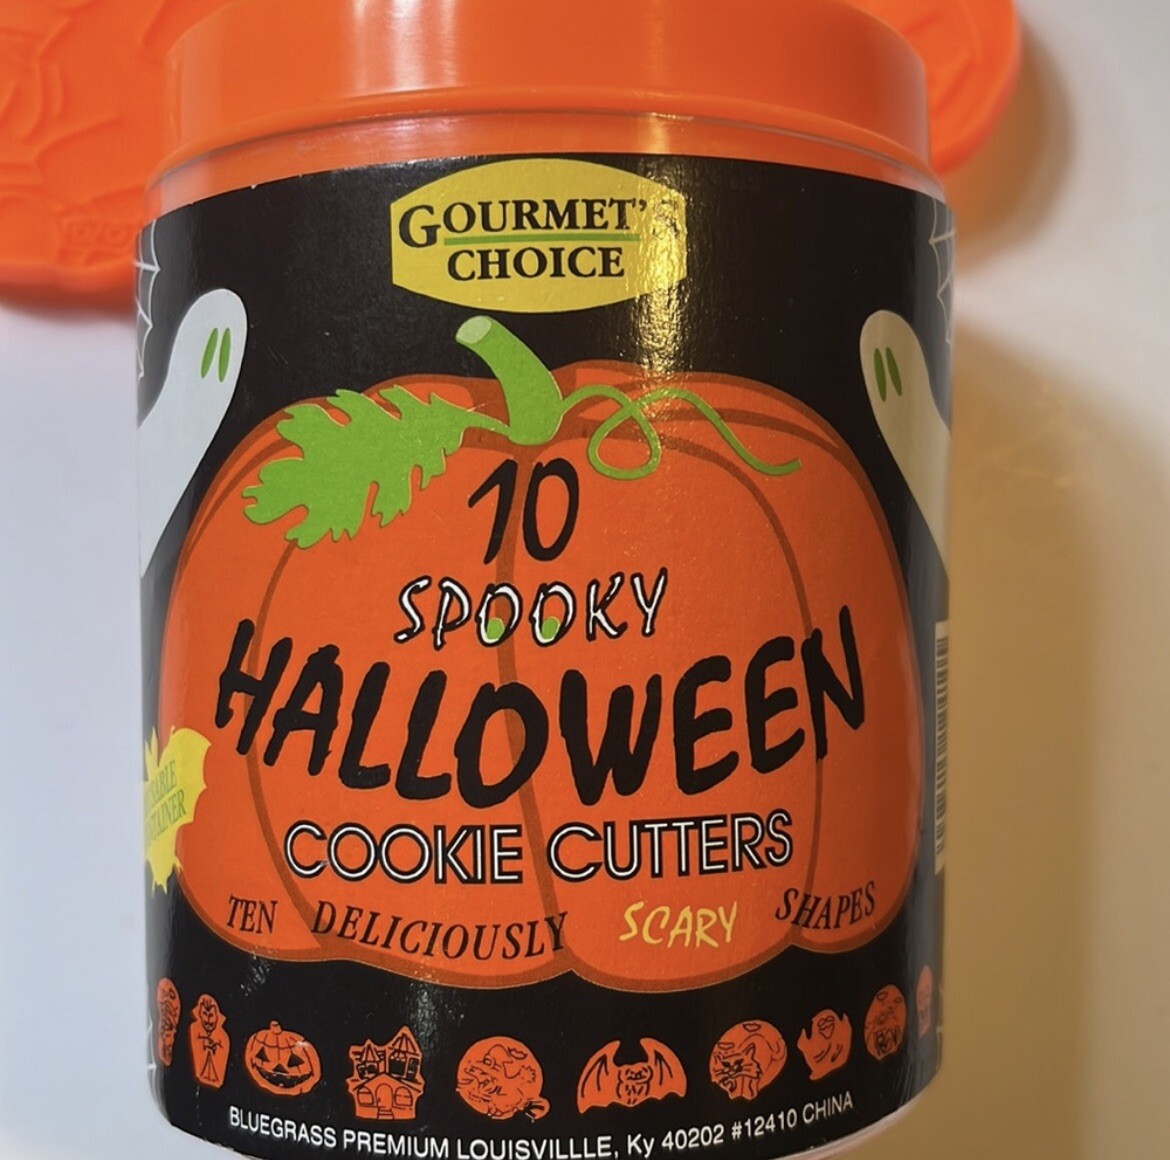 GOURMET'S
CHOICE
10
SPOOKY
HALLOWEEN
COOKIE CUTTERS
TEN DELICIOUSLY SCARY SHAPES
BLUEGRASS PREMIUM LOUISVILLLE, Ky 40202 #12410 CHINA